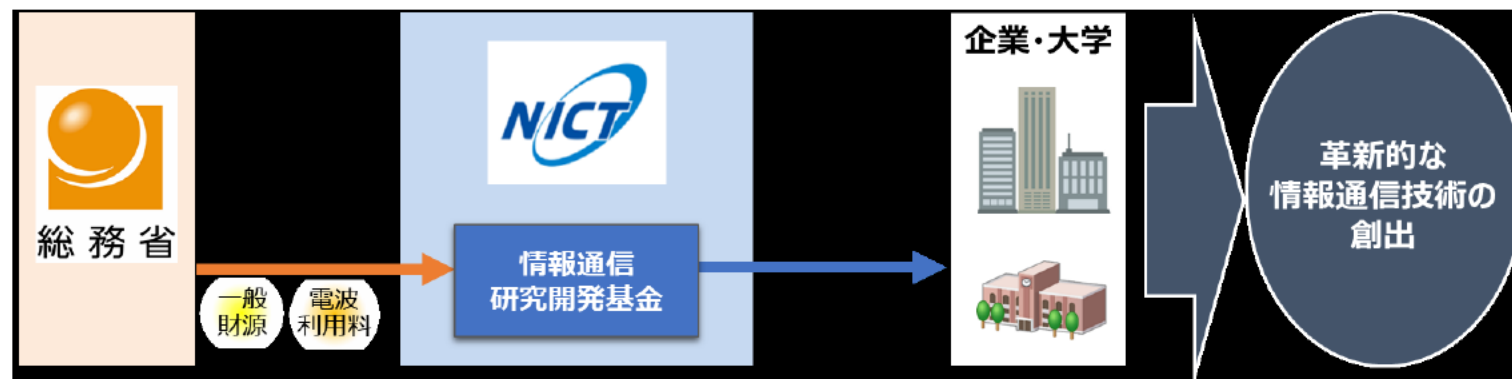 総務省
一般
財源
電波
利用料
NICT
情報通信
研究開発基金
企業・大学
革新的な
情報通信技術の
創出